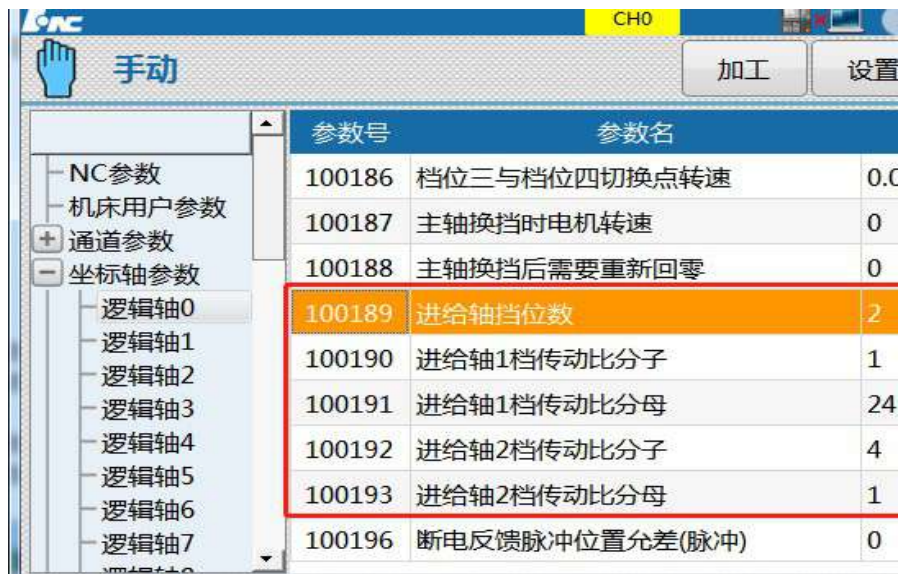 CH0
手动
加工
设置
参数号 参数名
NC参数
机床用户参数
通道参数
坐标轴参数
逻辑轴0
逻辑轴1
逻辑轴2
逻辑轴3
逻辑轴4
逻辑轴5
逻辑轴6
逻辑轴7
100186 档位三与档位四切换点转速 0.0
100187 主轴换挡时电机转速 0
100188 主轴换挡后需要重新回零 0
100189 进给轴挡位数 2
100190 进给轴1档传动比分子 1
100191 进给轴1档传动比分母 24
100192 进给轴2档传动比分子 4
100193 进给轴2档传动比分母 1
100196 断电反馈脉冲位置允差(脉冲) 0